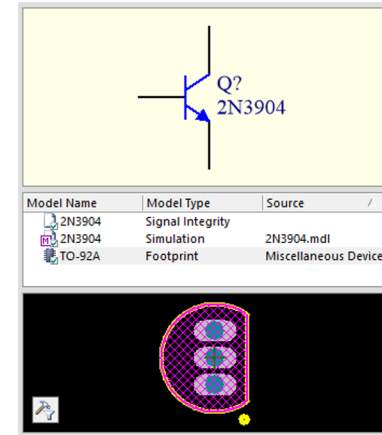 Q?
2N3904
Model Name Model Type Source
2N3904 Signal Integrity
M 2N3904 Simulation 2N3904.mdl
TO-92A Footprint Miscellaneous Device